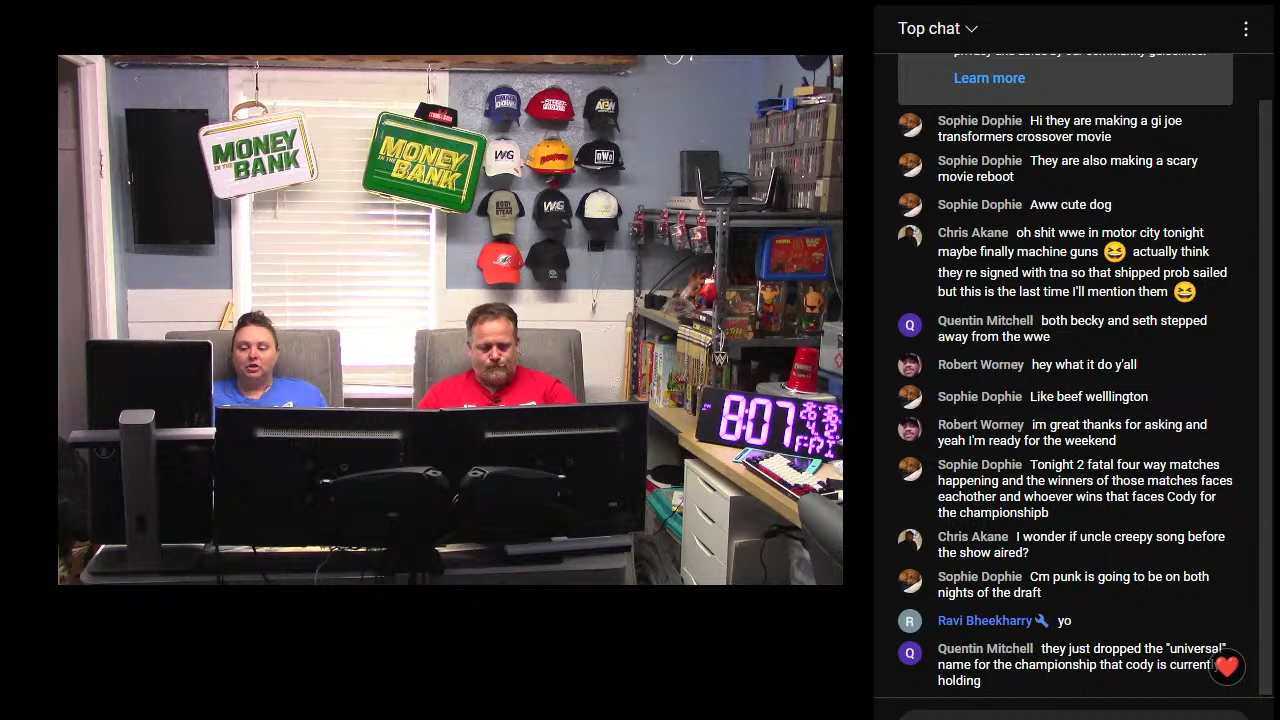 Top chat
Learn more
Sophie Dophie Hi they are making a gi joe
transformers crossover movie
Sophie Dophie They are also making a scary
movie reboot
Sophie Dophie Aww cute dog
Chris Akane oh shit wwe in motor city tonight
maybe finally machine guns 😆 actually think
they re signed with tna so that shipped prob sailed
but this is the last time I'll mention them 😆
Quentin Mitchell both becky and seth stepped
away from the wwe
Robert Worney hey what it do y'all
Sophie Dophie Like beef welllington
Robert Worney im great thanks for asking and
yeah I'm ready for the weekend
Sophie Dophie Tonight 2 fatal four way matches
happening and the winners of those matches faces
eachother and whoever wins that faces Cody for
the championshipb
Chris Akane I wonder if uncle creepy song before
the show aired?
Sophie Dophie Cm punk is going to be on both
nights of the draft
R
Ravi Bheekharry yo
Q
Quentin Mitchell they just dropped the "universal"
name for the championship that cody is currently
holding
MONEY
IN THE BANK
MONEY
IN THE BANK
8:07